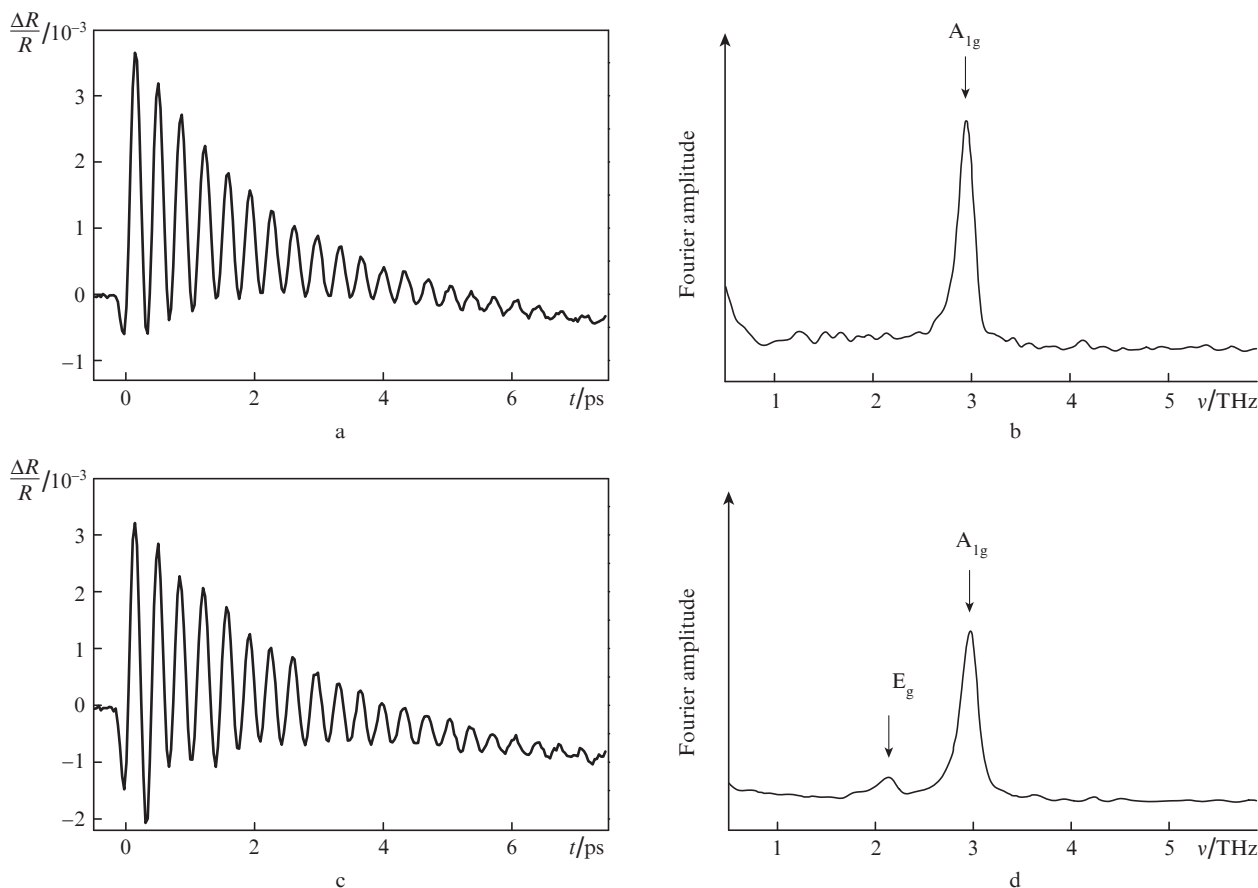 ΔR/R/10⁻³
3
2
1
0
−1
0 2 4 6 t/ps
a
A₁g
Fourier amplitude
1 2 3 4 5 ν/THz
b
ΔR/R/10⁻³
3
2
1
0
−1
−2
0 2 4 6 t/ps
c
A₁g
E_g
Fourier amplitude
1 2 3 4 5 ν/THz
d